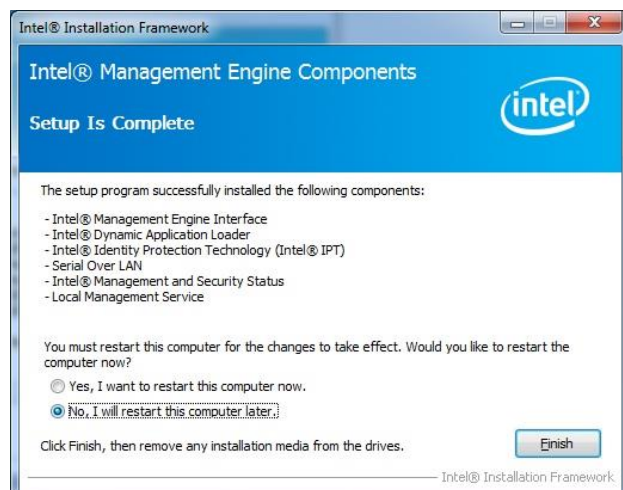 Intel® Installation Framework
Intel® Management Engine Components
Setup Is Complete
intel
The setup program successfully installed the following components:
- Intel® Management Engine Interface
- Intel® Dynamic Application Loader
- Intel® Identity Protection Technology (Intel® IPT)
- Serial Over LAN
- Intel® Management and Security Status
- Local Management Service
You must restart this computer for the changes to take effect. Would you like to restart the
computer now?
Yes, I want to restart this computer now.
No, I will restart this computer later.
Click Finish, then remove any installation media from the drives.
Finish
Intel® Installation Framework